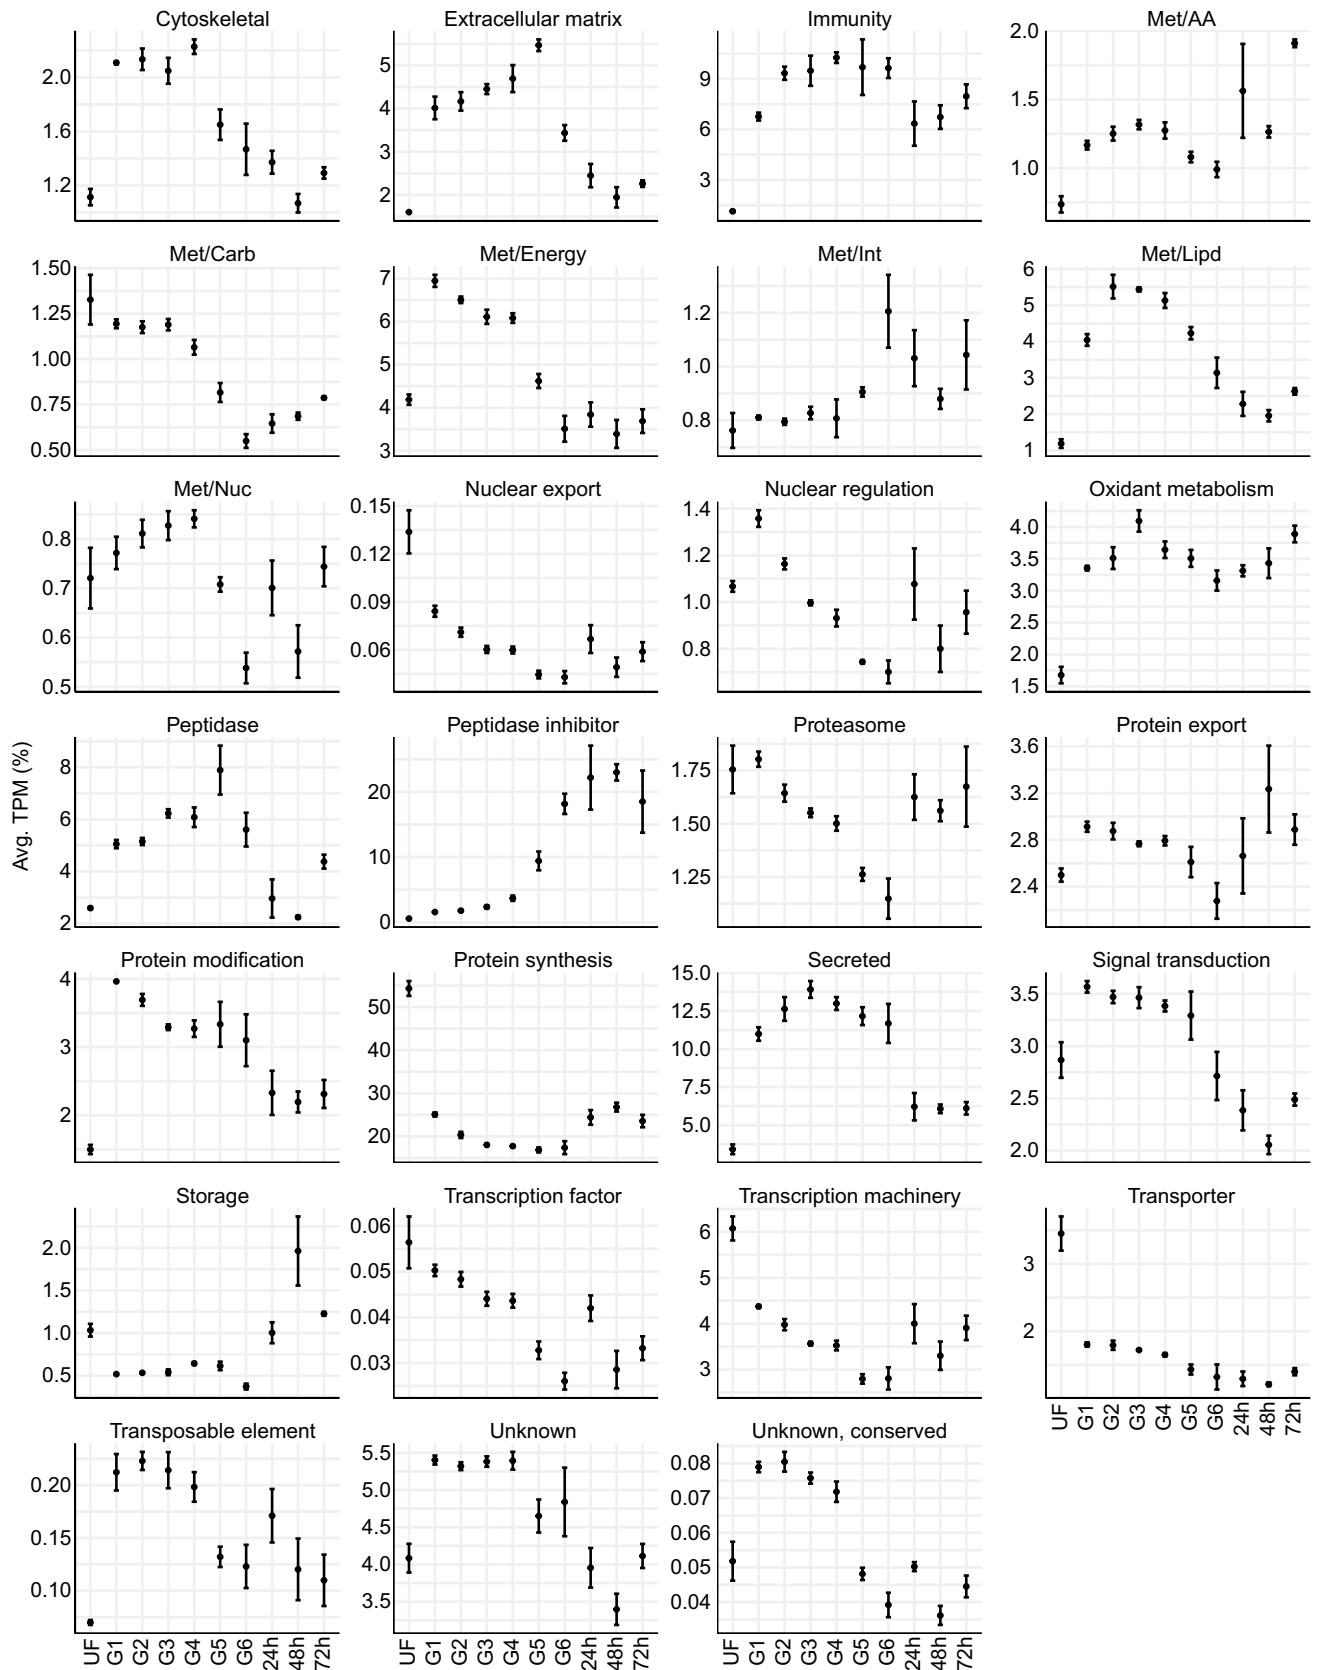 Cytoskeletal Extracellular matrix Immunity Met/AA
2.0 1.6 1.2
5 4 3 2
9 6 3
2.0 1.5 1.0
Met/Carb Met/Energy Met/Int Met/Lipd
1.50 1.25 1.00 0.75 0.50
7 6 5 4 3
1.2 1.0 0.8
6 5 4 3 2 1
Met/Nuc Nuclear export Nuclear regulation Oxidant metabolism
0.8 0.7 0.6 0.5
0.15 0.12 0.09 0.06
1.4 1.2 1.0 0.8
4.0 3.5 3.0 2.5 2.0 1.5
Avg. TPM (%)
Peptidase Peptidase inhibitor Proteasome Protein export
8 6 4 2
20 10 0
1.75 1.50 1.25
3.6 3.2 2.8 2.4
Protein modification Protein synthesis Secreted Signal transduction
4 3 2
50 40 30 20
15.0 12.5 10.0 7.5 5.0
3.5 3.0 2.5 2.0
Storage Transcription factor Transcription machinery Transporter
2.0 1.5 1.0 0.5
0.06 0.05 0.04 0.03
6 5 4 3
3 2
UF G1 G2 G3 G4 G5 G6 24h 48h 72h
Transposable element Unknown Unknown, conserved
0.20 0.15 0.10
5.5 5.0 4.5 4.0 3.5
0.08 0.07 0.06 0.05 0.04
UF G1 G2 G3 G4 G5 G6 24h 48h 72h
UF G1 G2 G3 G4 G5 G6 24h 48h 72h
UF G1 G2 G3 G4 G5 G6 24h 48h 72h